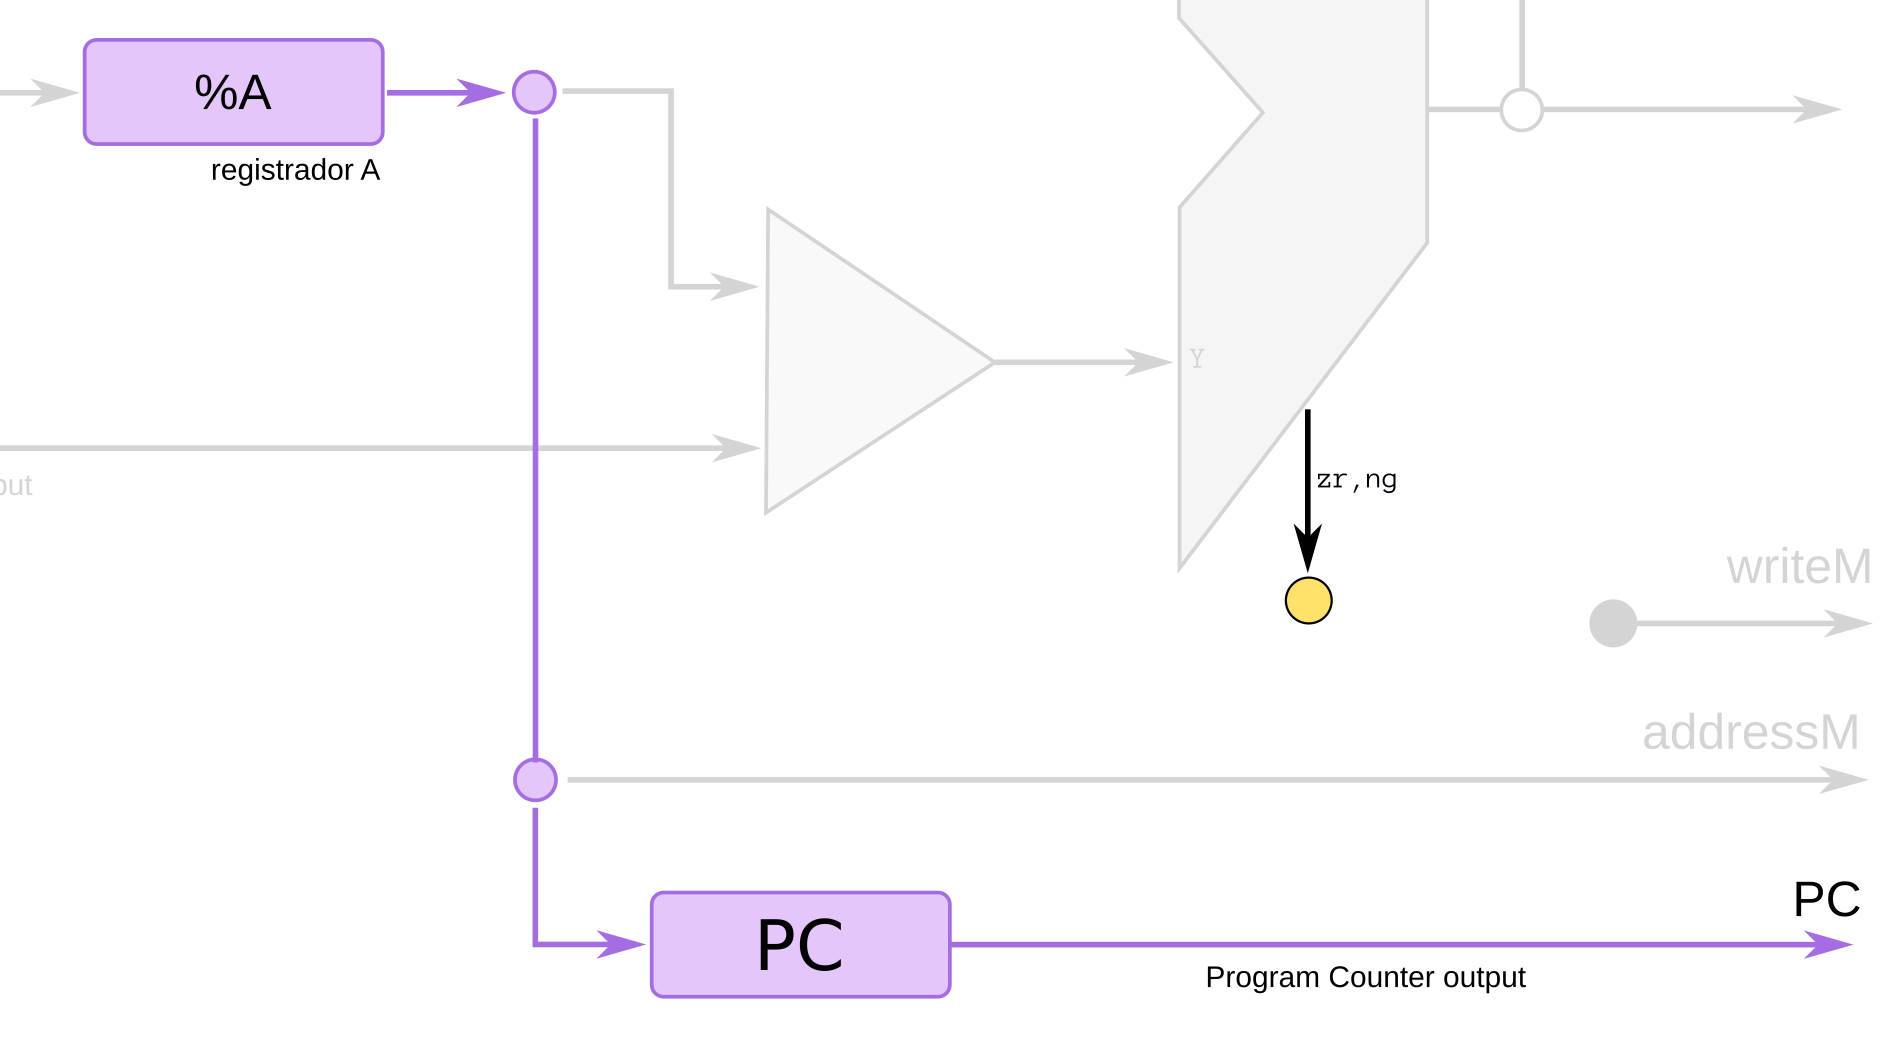 %A
registrador A
Y
zr,ng
writeM
addressM
PC
PC
Program Counter output